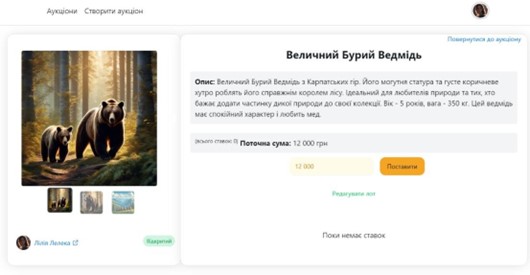 Аукціони Створити аукціон
Повернутися до аукціону
Величний Бурий Ведмідь
Опис: Величний Бурий Ведмідь з Карпатських гір. Його могутня статура та густе коричневе
хутро роблять його справжнім королем лісу. Ідеальний для любителів природи та тих, хто
бажає додати частинку дикої природи до своєї колекції. Вік - 5 років, вага - 350 кг. Цей ведмідь
має спокійний характер і любить мед.
(всього ставок: 0) Поточна сума: 12 000 грн
12 000 Поставити
Редагувати лот
Поки немає ставок
Лілія